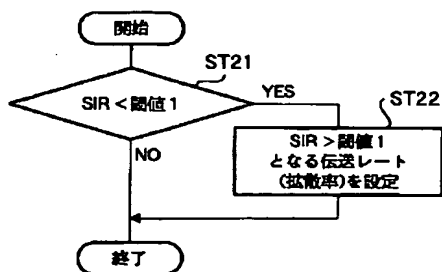 開始
ST21
SIR < 閾値1
YES
ST22
SIR > 閾値1
となる伝送レート
(拡散率)を設定
NO
終了